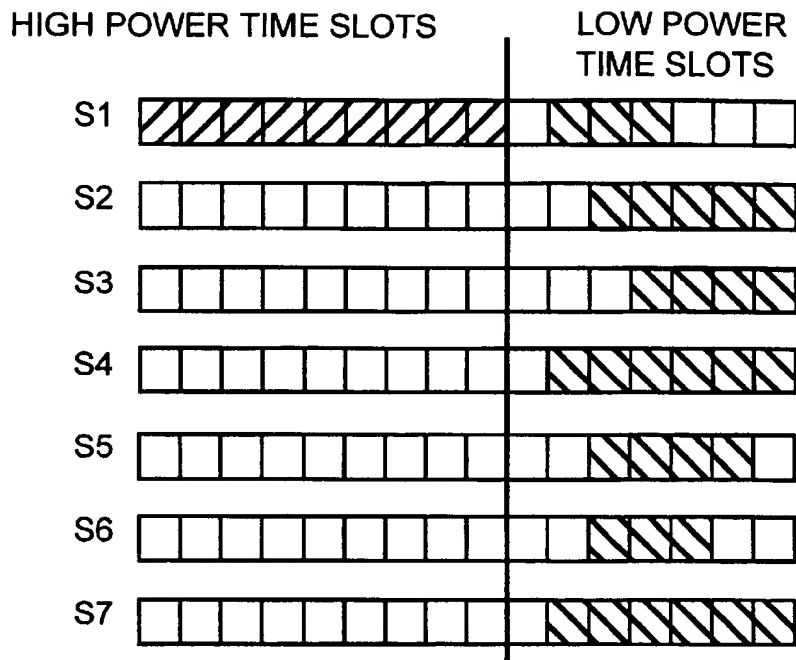 HIGH POWER TIME SLOTS
LOW POWER
TIME SLOTS
S1
S2
S3
S4
S5
S6
S7